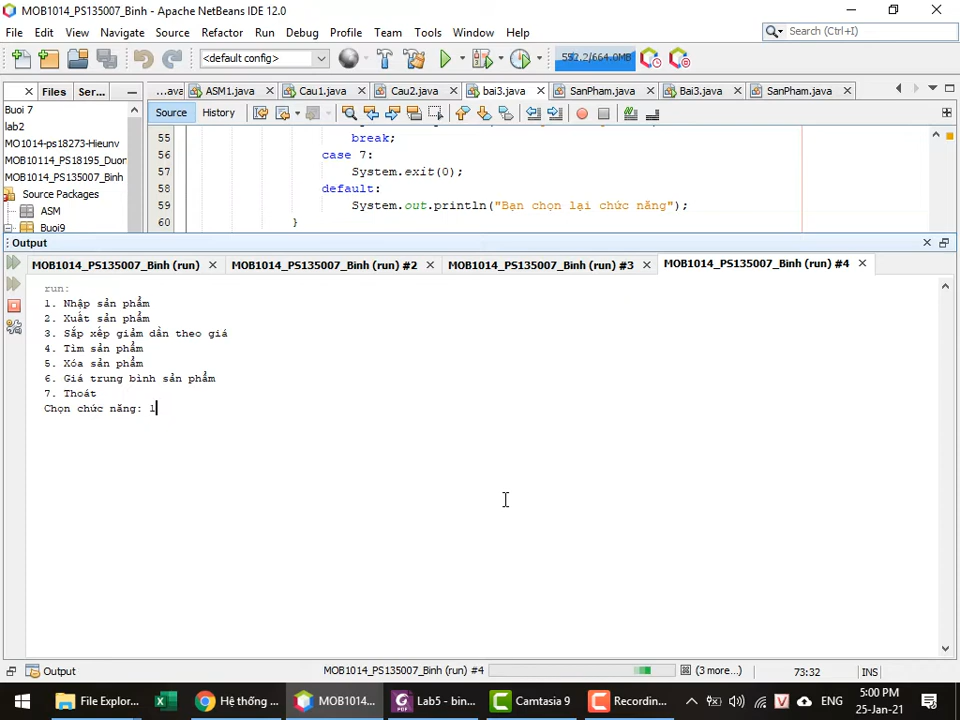 MOB1014_PS135007_Binh - Apache NetBeans IDE 12.0
File Edit View Navigate Source Refactor Run Debug Profile Team Tools Window Help
Search (Ctrl+I)
<default config>
/664.0MB
Files Ser... ...avai ASM1.java Cau1.java Cau2.java bai3.java SanPham.java Bai3.java SanPham.java
Buoi 7
lab2
MO1014-ps18273-Hieunv
MOB10114_PS18195_Duon
MOB1014_PS135007_Binh
Source Packages
ASM
Buoi9
Source History
55 break;
56 case 7:
57 System.exit(0);
58 default:
59 System.out.println("Bạn chọn lại chức năng");
60 }
Output
MOB1014_PS135007_Binh (run) MOB1014_PS135007_Binh (run) #2 MOB1014_PS135007_Binh (run) #3 MOB1014_PS135007_Binh (run) #4
run:
1. Nhập sản phẩm
2. Xuất sản phẩm
3. Sắp xếp giảm dần theo giá
4. Tìm sản phẩm
5. Xóa sản phẩm
6. Giá trung bình sản phẩm
7. Thoát
Chọn chức năng: 1
Output MOB1014_PS135007_Binh (run) #4 (3 more...) 73:32 INS
File Explor... Hệ thống ... MOB1014... Lab5 - bin... Camtasia 9 Recordin... ENG
5:00 PM
25-Jan-21